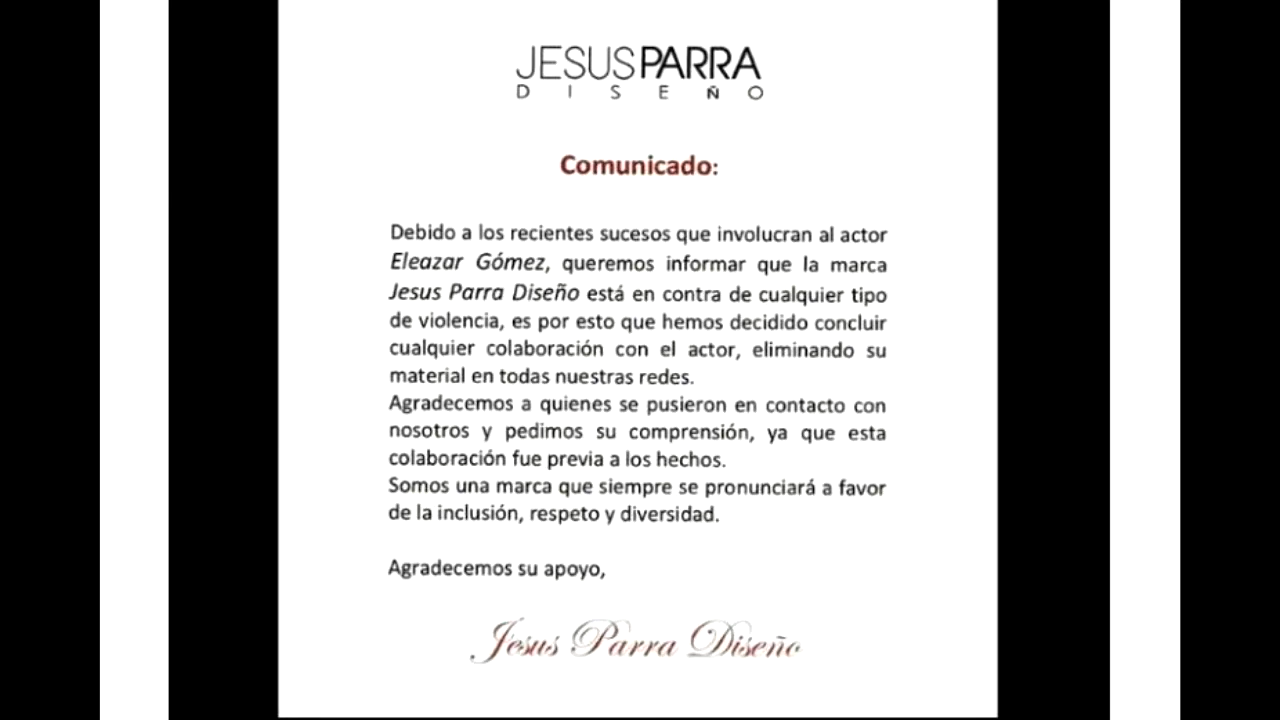 JESUSPARRA
DISEÑO
Comunicado:
Debido a los recientes sucesos que involucran al actor
Eleazar Gómez, queremos informar que la marca
Jesus Parra Diseño está en contra de cualquier tipo
de violencia, es por esto que hemos decidido concluir
cualquier colaboración con el actor, eliminando su
material en todas nuestras redes.
Agradecemos a quienes se pusieron en contacto con
nosotros y pedimos su comprensión, ya que esta
colaboración fue previa a los hechos.
Somos una marca que siempre se pronunciará a favor
de la inclusión, respeto y diversidad.
Agradecemos su apoyo,
Jesus Parra Diseño